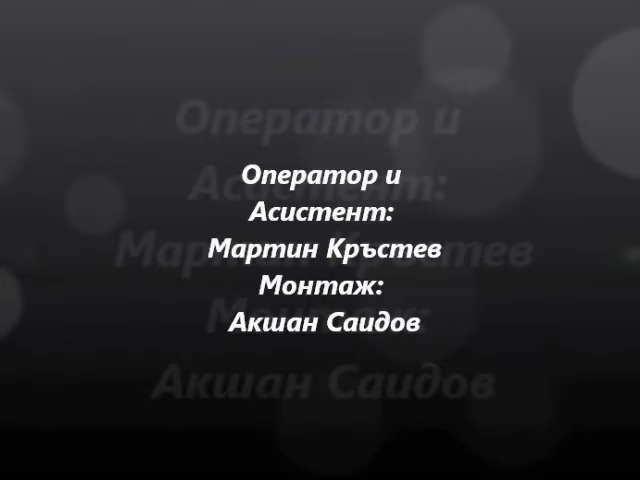 Оператор и
Асистент:
Мартин Кръстев
Монтаж:
Акшан Саидов